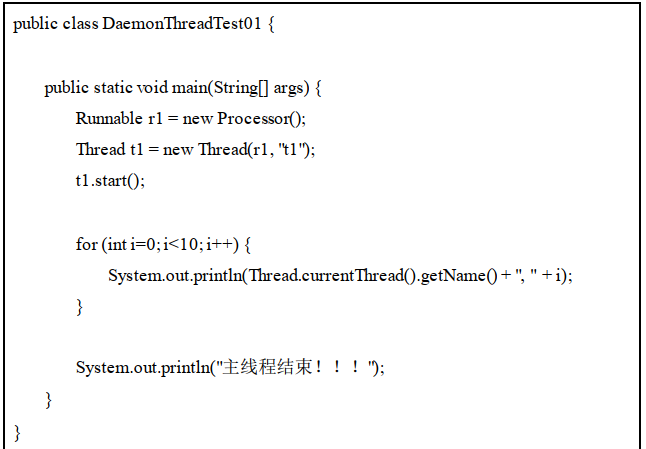 public class DaemonThreadTest01 {
public static void main(String[] args) {
Runnable r1 = new Processor();
Thread t1 = new Thread(r1, "t1");
t1.start();
for (int i=0; i<10; i++) {
System.out.println(Thread.currentThread().getName() + ", " + i);
}
System.out.println("主线程结束！！！");
}
}